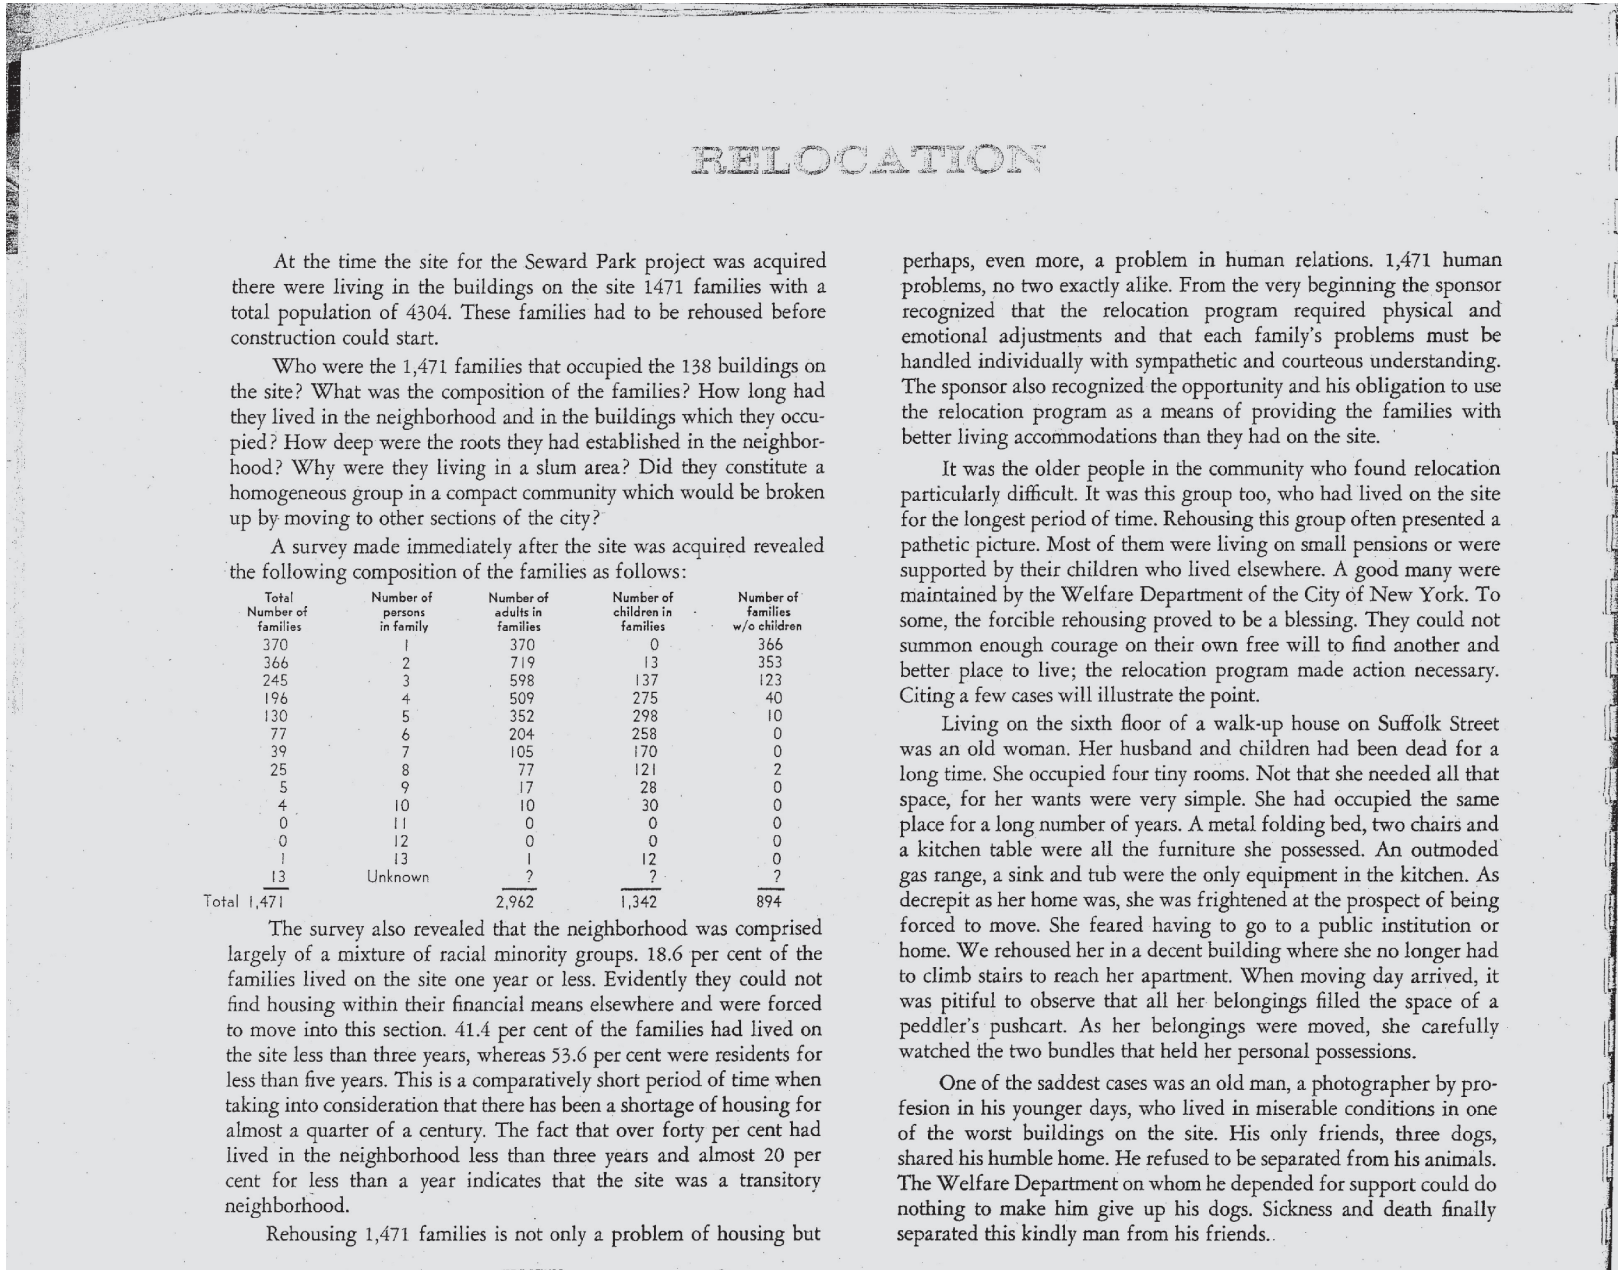 RELOCATION
At the time the site for the Seward Park project was acquired
there were living in the buildings on the site 1471 families with a
total population of 4304. These families had to be rehoused before
construction could start.
Who were the 1,471 families that occupied the 138 buildings on
the site? What was the composition of the families? How long had
they lived in the neighborhood and in the buildings which they occu-
pied? How deep were the roots they had established in the neighbor-
hood? Why were they living in a slum area? Did they constitute a
homogeneous group in a compact community which would be broken
up by moving to other sections of the city?
A survey made immediately after the site was acquired revealed
the following composition of the families as follows:
Total Number of Number of Number of Number of
Number of persons adults in children in families
families in family families families w/o children
370 1 370 0 366
366 2 719 13 353
245 3 598 137 123
196 4 509 275 40
130 5 352 298 10
77 6 204 258 0
39 7 105 170 0
25 8 77 121 2
5 9 17 28 0
4 10 10 30 0
0 11 0 0 0
0 12 0 0 0
1 13 1 12 0
13 Unknown ? ? ?
Total 1,471 2,962 1,342 894
The survey also revealed that the neighborhood was comprised
largely of a mixture of racial minority groups. 18.6 per cent of the
families lived on the site one year or less. Evidently they could not
find housing within their financial means elsewhere and were forced
to move into this section. 41.4 per cent of the families had lived on
the site less than three years, whereas 53.6 per cent were residents for
less than five years. This is a comparatively short period of time when
taking into consideration that there has been a shortage of housing for
almost a quarter of a century. The fact that over forty per cent had
lived in the neighborhood less than three years and almost 20 per
cent for less than a year indicates that the site was a transitory
neighborhood.
Rehousing 1,471 families is not only a problem of housing but
perhaps, even more, a problem in human relations. 1,471 human
problems, no two exactly alike. From the very beginning the sponsor
recognized that the relocation program required physical and
emotional adjustments and that each family's problems must be
handled individually with sympathetic and courteous understanding.
The sponsor also recognized the opportunity and his obligation to use
the relocation program as a means of providing the families with
better living accommodations than they had on the site.
It was the older people in the community who found relocation
particularly difficult. It was this group too, who had lived on the site
for the longest period of time. Rehousing this group often presented a
pathetic picture. Most of them were living on small pensions or were
supported by their children who lived elsewhere. A good many were
maintained by the Welfare Department of the City of New York. To
some, the forcible rehousing proved to be a blessing. They could not
summon enough courage on their own free will to find another and
better place to live; the relocation program made action necessary.
Citing a few cases will illustrate the point.
Living on the sixth floor of a walk-up house on Suffolk Street
was an old woman. Her husband and children had been dead for a
long time. She occupied four tiny rooms. Not that she needed all that
space, for her wants were very simple. She had occupied the same
place for a long number of years. A metal folding bed, two chairs and
a kitchen table were all the furniture she possessed. An outmoded
gas range, a sink and tub were the only equipment in the kitchen. As
decrepit as her home was, she was frightened at the prospect of being
forced to move. She feared having to go to a public institution or
home. We rehoused her in a decent building where she no longer had
to climb stairs to reach her apartment. When moving day arrived, it
was pitiful to observe that all her belongings filled the space of a
peddler's pushcart. As her belongings were moved, she carefully
watched the two bundles that held her personal possessions.
One of the saddest cases was an old man, a photographer by pro-
fesion in his younger days, who lived in miserable conditions in one
of the worst buildings on the site. His only friends, three dogs,
shared his humble home. He refused to be separated from his animals.
The Welfare Department on whom he depended for support could do
nothing to make him give up his dogs. Sickness and death finally
separated this kindly man from his friends.